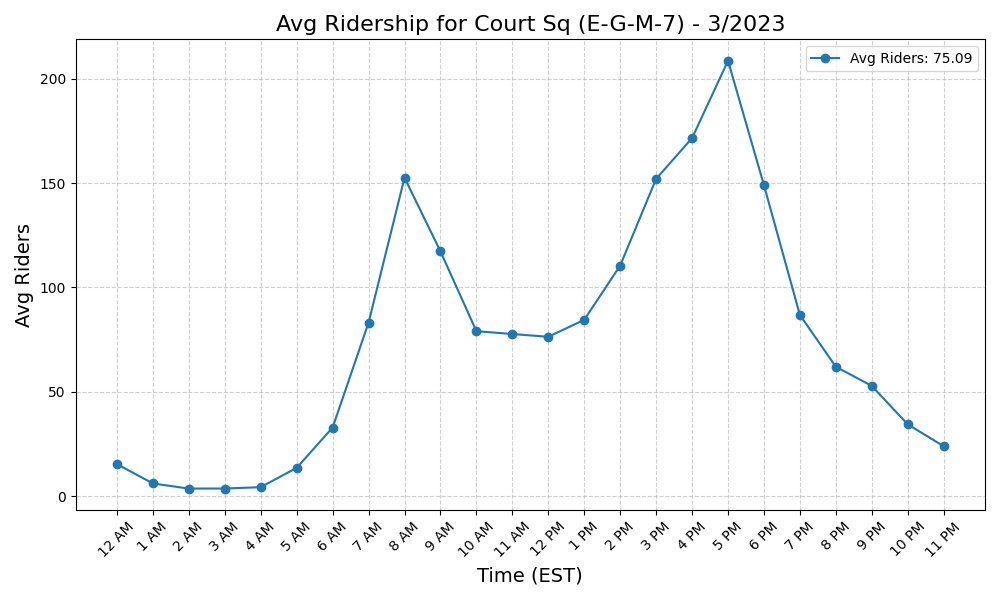 Avg Ridership for Court Sq (E-G-M-7) - 3/2023
Avg Riders: 75.09
200
150
100
50
0
Avg Riders
12 AM
1 AM
2 AM
3 AM
4 AM
5 AM
6 AM
7 AM
8 AM
9 AM
10 AM
11 AM
12 PM
1 PM
2 PM
3 PM
4 PM
5 PM
6 PM
7 PM
8 PM
9 PM
10 PM
11 PM
Time (EST)